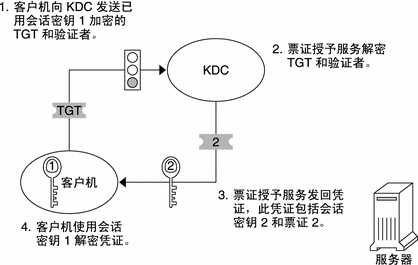 1. 客户机向 KDC 发送已
用会话密钥 1 加密的
TGT 和验证者。
KDC
2. 票证授予服务解密
TGT 和验证者。
TGT
2
1
2
客户机
3. 票证授予服务发回凭
证，此凭证包括会话
密钥 2 和票证 2。
4. 客户机使用会话
密钥 1 解密凭证。
服务器